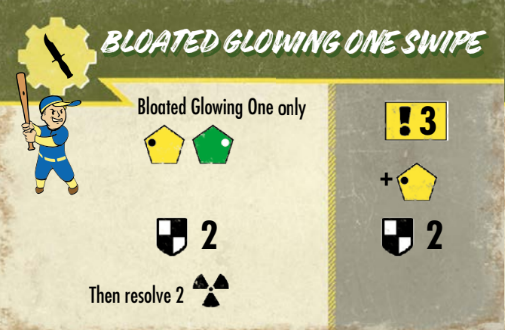 BLOATED GLOWING ONE SWIPE
Bloated Glowing One only
! 3
+
2
2
Then resolve 2